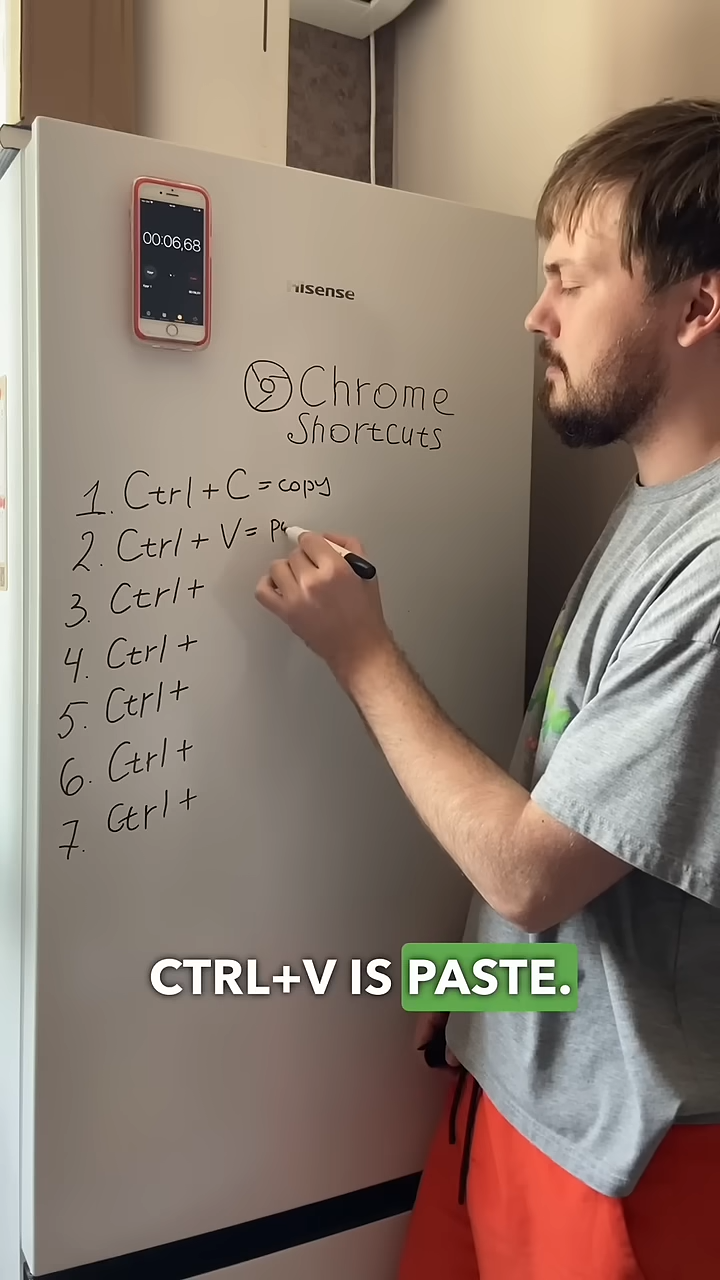 00:06,68
Hisense
Chrome
Shortcuts
1. Ctrl + C = copy
2. Ctrl + V =
3. Ctrl +
4. Ctrl +
5. Ctrl +
6. Ctrl +
7. Ctrl +
CTRL+V IS PASTE.